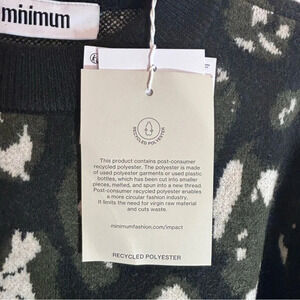 minimum
RECYCLED POLYESTER
This product contains post-consumer
recycled polyester. The polyester is made
of used polyester garments or used plastic
bottles, which has been cut into smaller
pieces, melted, and spun into a new thread.
Post-consumer recycled polyester enables
a more circular fashion industry.
It limits the need for virgin raw material
and cuts waste.
minimumfashion.com/impact
RECYCLED POLYESTER